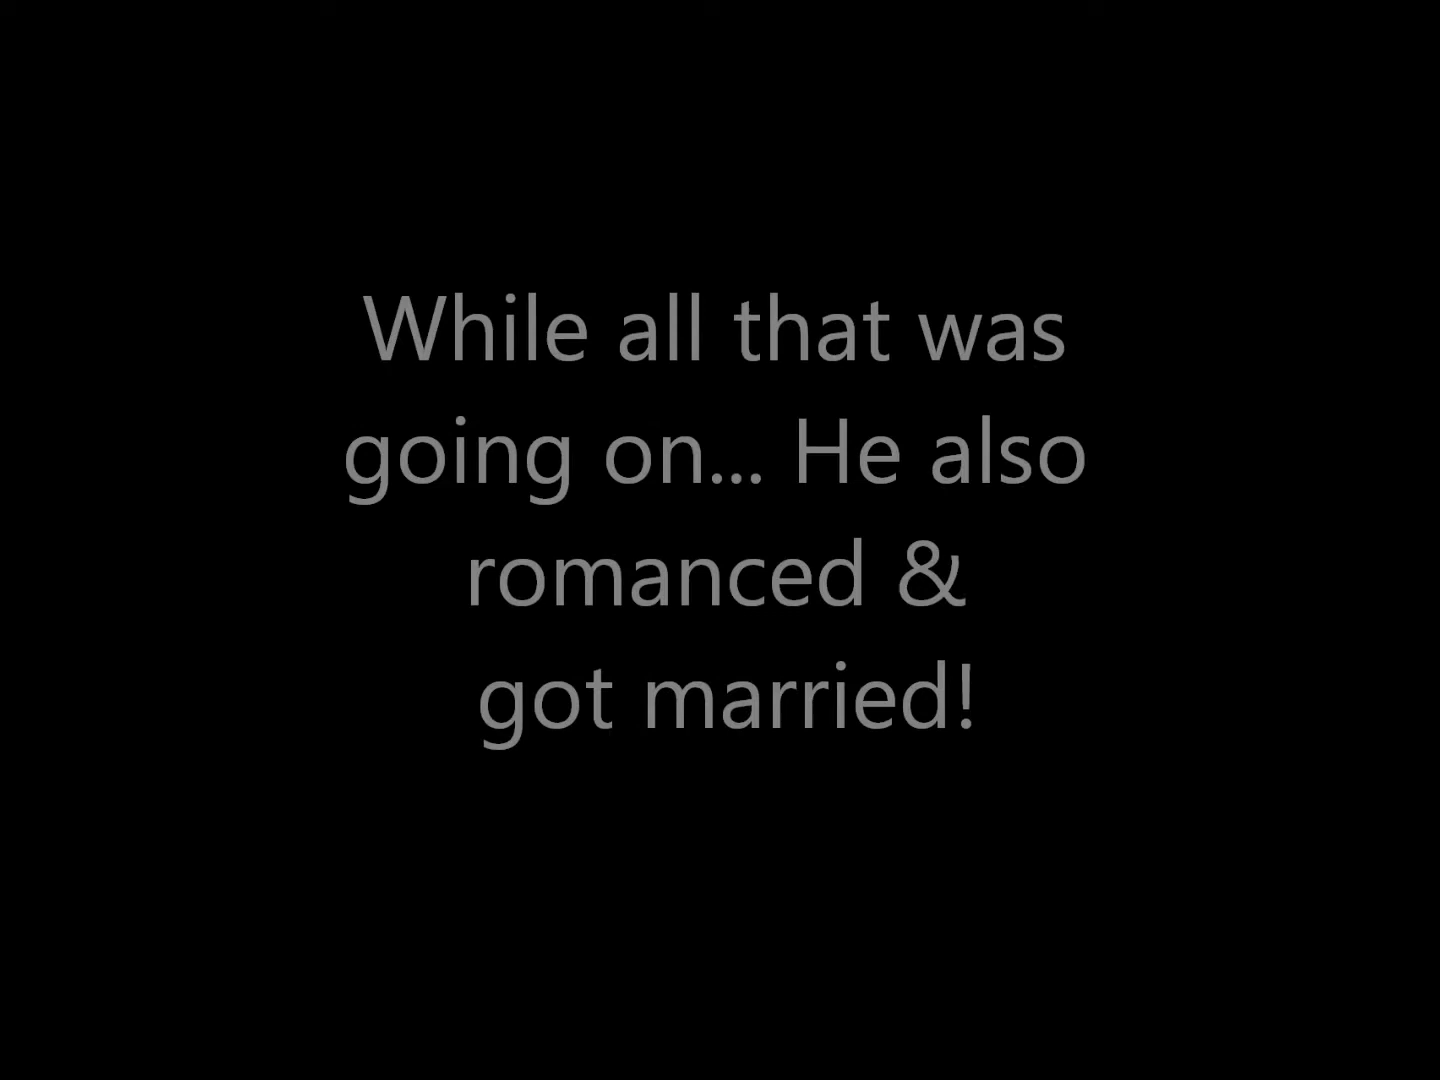 While all that was
going on... He also
romanced &
got married!